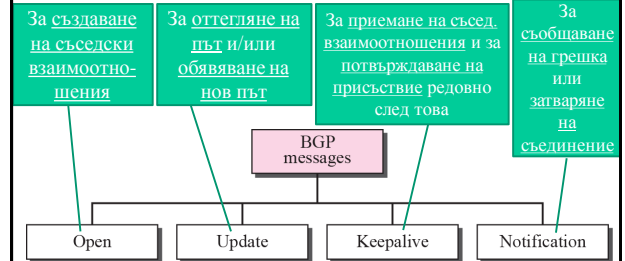 За създаване
на съседски
взаимоотно-
шения
За оттегляне на
път и/или
обявяване на
нов път
За приемане на съсед.
взаимоотношения и за
потвърждаване на
присъствие редовно
след това
За
съобщаване
на грешка
или
затваряне
на
съединение
BGP
messages
Open
Update
Keepalive
Notification